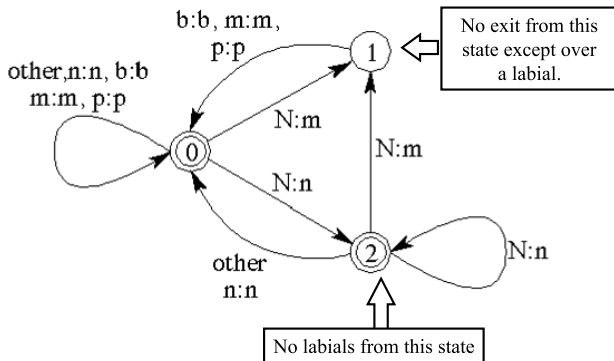 b:b, m:m,
p:p
1
No exit from this
state except over
a labial.
other,n:n, b:b
m:m, p:p
0
N:m
N:m
N:n
2
N:n
other
n:n
No labials from this state